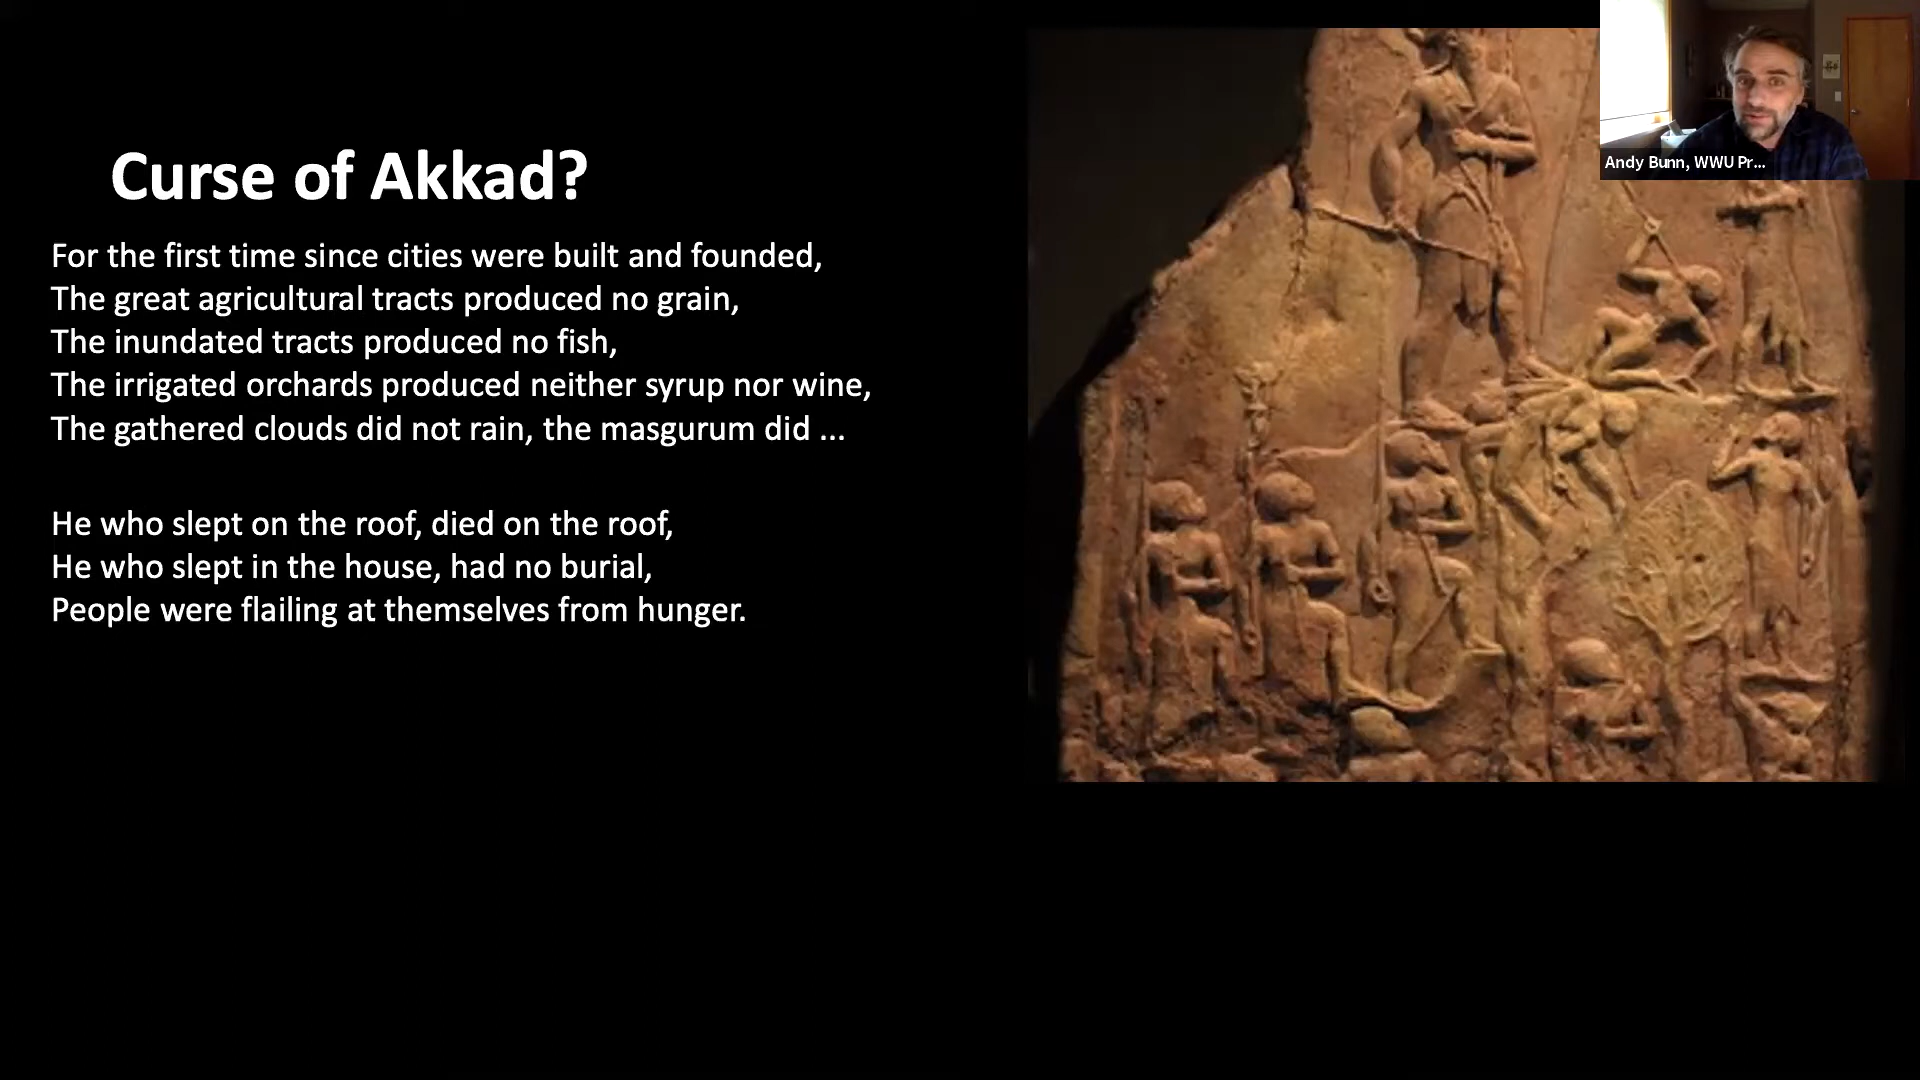 Curse of Akkad?
For the first time since cities were built and founded,
The great agricultural tracts produced no grain,
The inundated tracts produced no fish,
The irrigated orchards produced neither syrup nor wine,
The gathered clouds did not rain, the masgurum did ...
He who slept on the roof, died on the roof,
He who slept in the house, had no burial,
People were flailing at themselves from hunger.
Andy Bunn, WWU Pr...